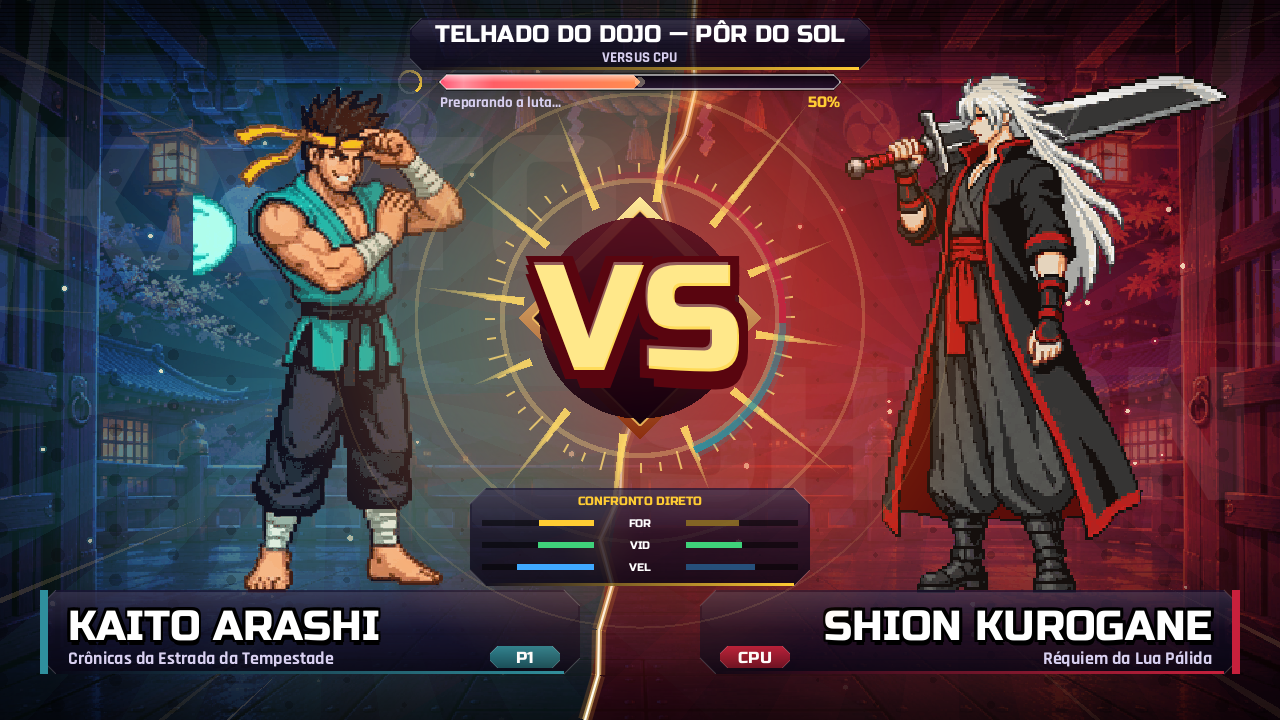 TELHADO DO DOJO — PÔR DO SOL
VERSUS CPU
Preparando a luta...
50%
VS
CONFRONTO DIRETO
FOR
VID
VEL
KAITO ARASHI
Crônicas da Estrada da Tempestade
P1
SHION KUROGANE
CPU
Réquiem da Lua Pálida